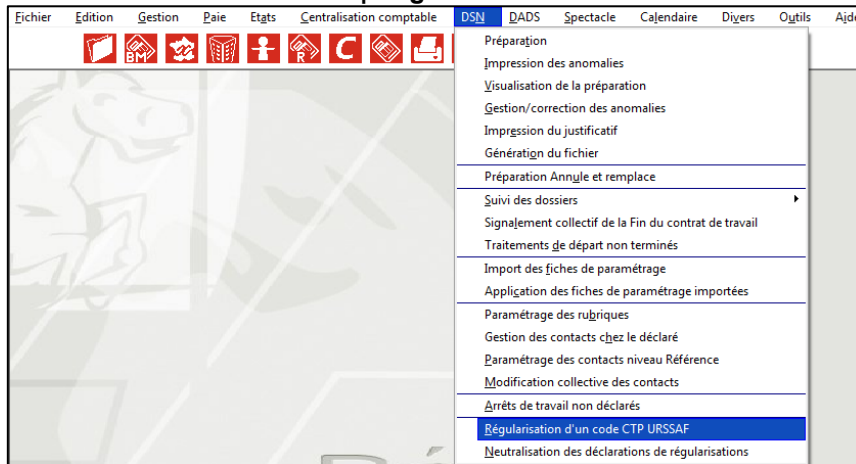 Fichier Edition Gestion Paie Etats Centralisation comptable DSN DADS Spectacle Calendaire Divers Outils Aide
BM R C
Préparation
Impression des anomalies
Visualisation de la préparation
Gestion/correction des anomalies
Impression du justificatif
Génération du fichier
Préparation Annule et remplace
Suivi des dossiers
Signalement collectif de la Fin du contrat de travail
Traitements de départ non terminés
Import des fiches de paramétrage
Application des fiches de paramétrage importées
Paramétrage des rubriques
Gestion des contacts chez le déclaré
Paramétrage des contacts niveau Référence
Modification collective des contacts
Arrêts de travail non déclarés
Régularisation d'un code CTP URSSAF
Neutralisation des déclarations de régularisations